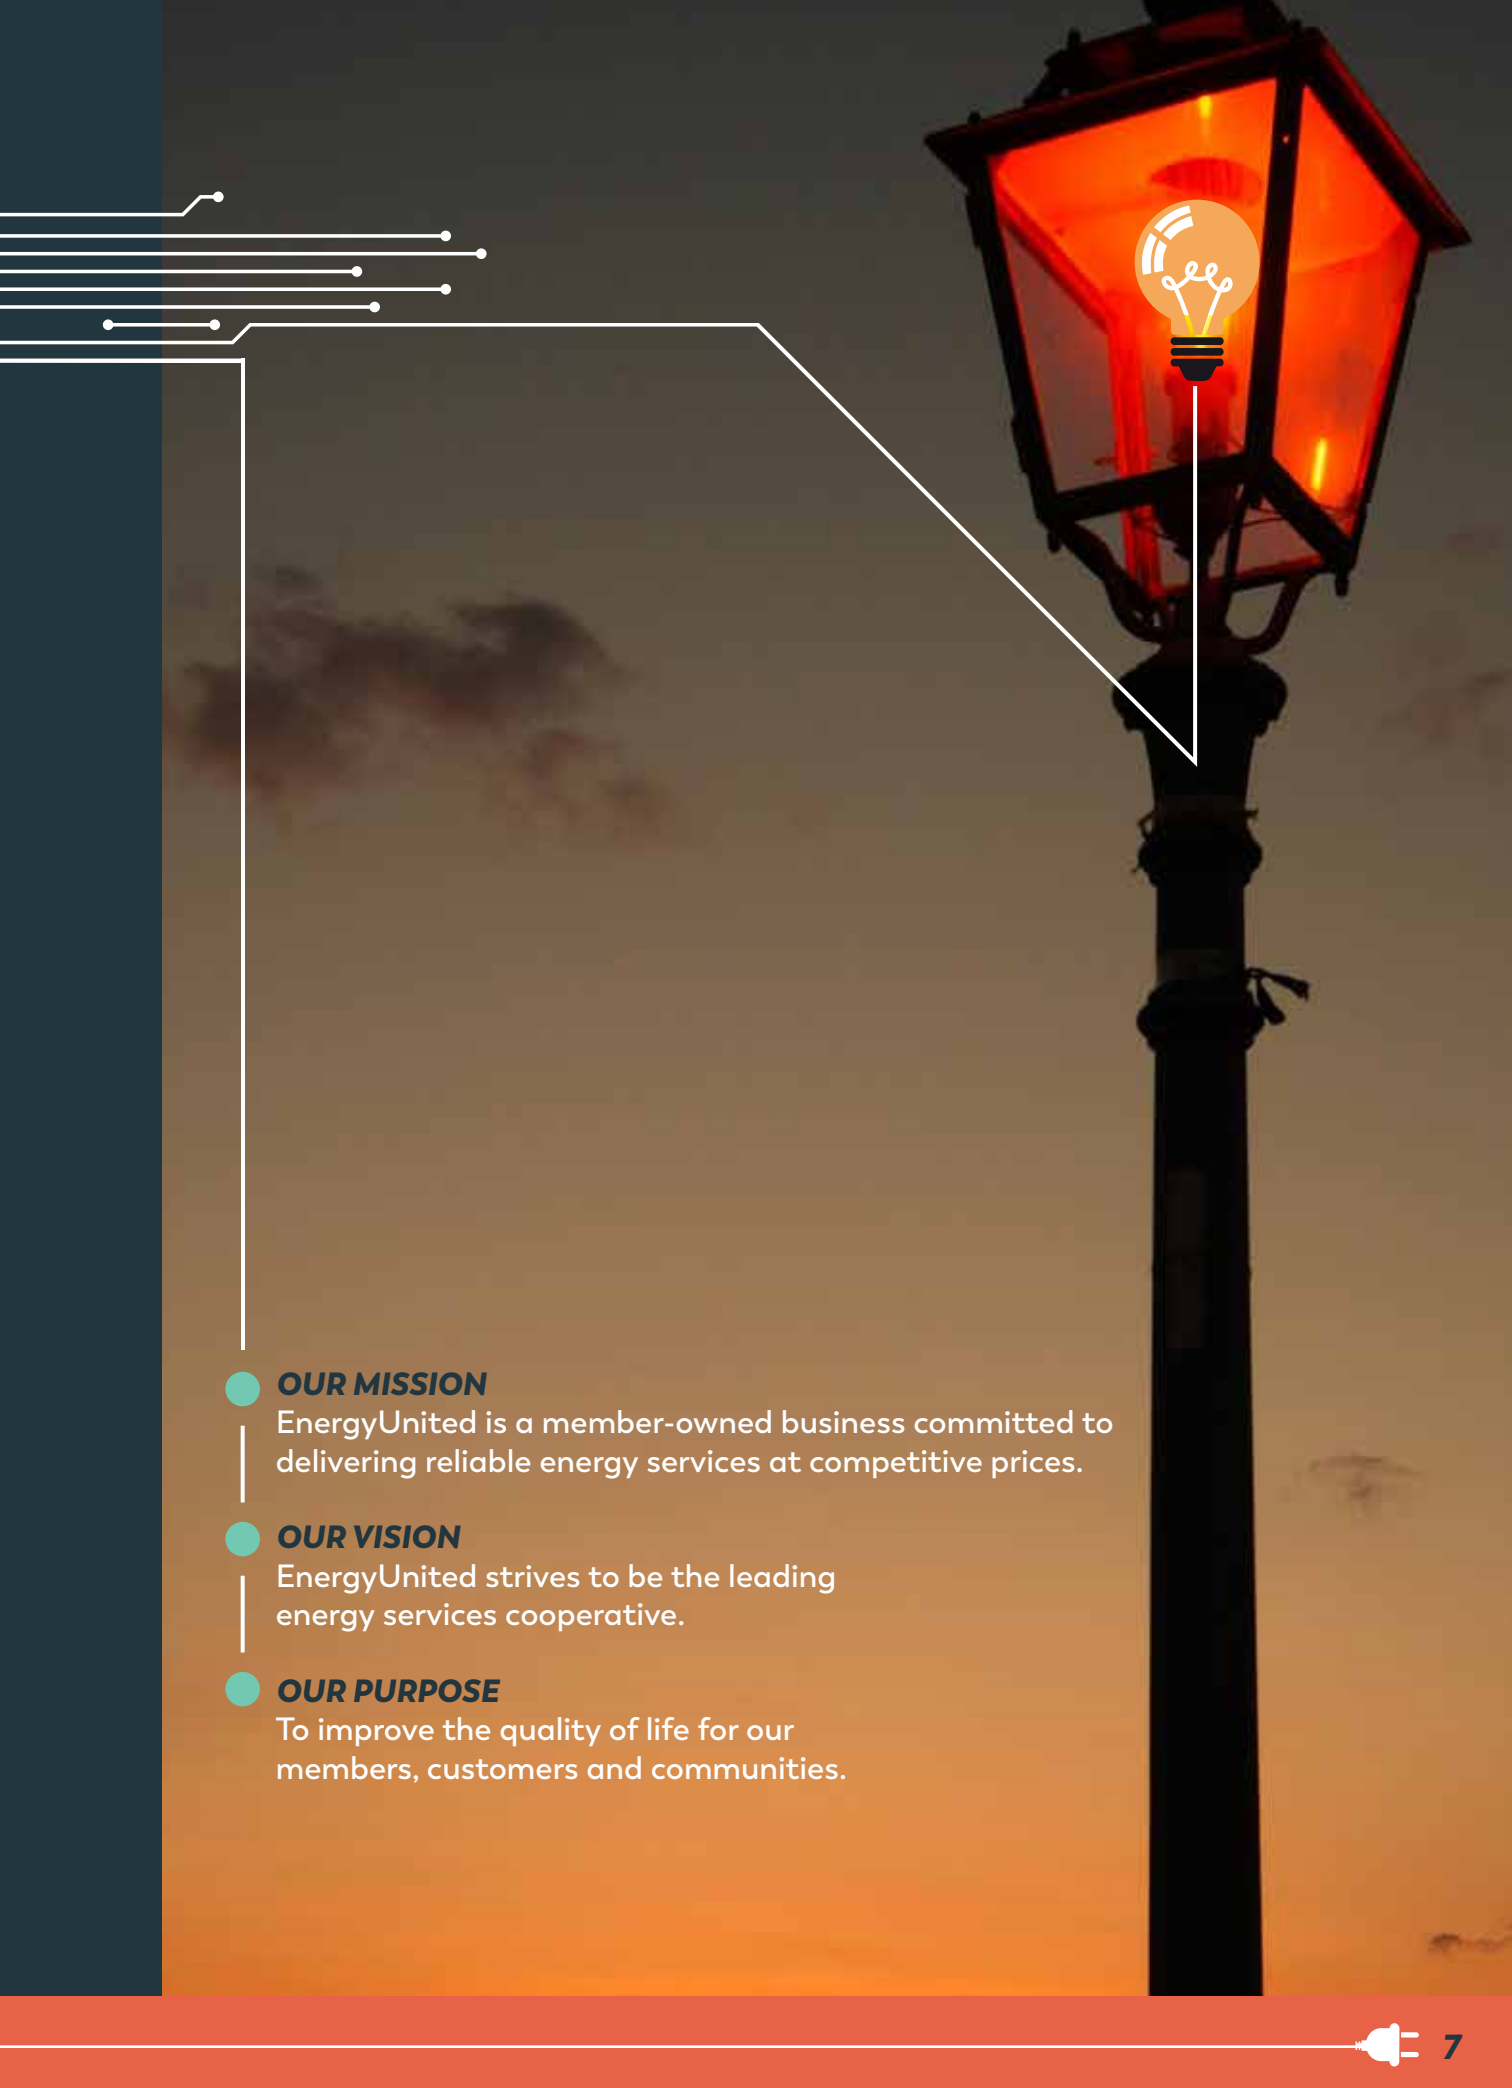 OUR MISSION
EnergyUnited is a member-owned business committed to
delivering reliable energy services at competitive prices.
OUR VISION
EnergyUnited strives to be the leading
energy services cooperative.
OUR PURPOSE
To improve the quality of life for our
members, customers and communities.
7